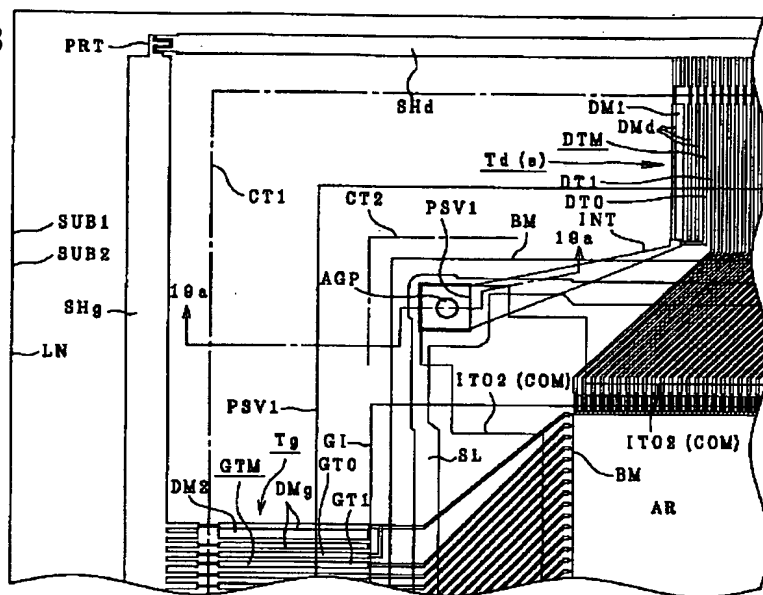 3
PRT
SHd
DM1
DMd
DTM
Td (s)
DT1
DT0
CT1
CT2
PSV1
BM
INT
SUB1
SUB2
19a
19a
AGP
SHg
LN
PSV1
ITO2 (COM)
ITO2 (COM)
GI
SL
BM
Tg
GTM
GT0
DM2
DMg
GT1
AR